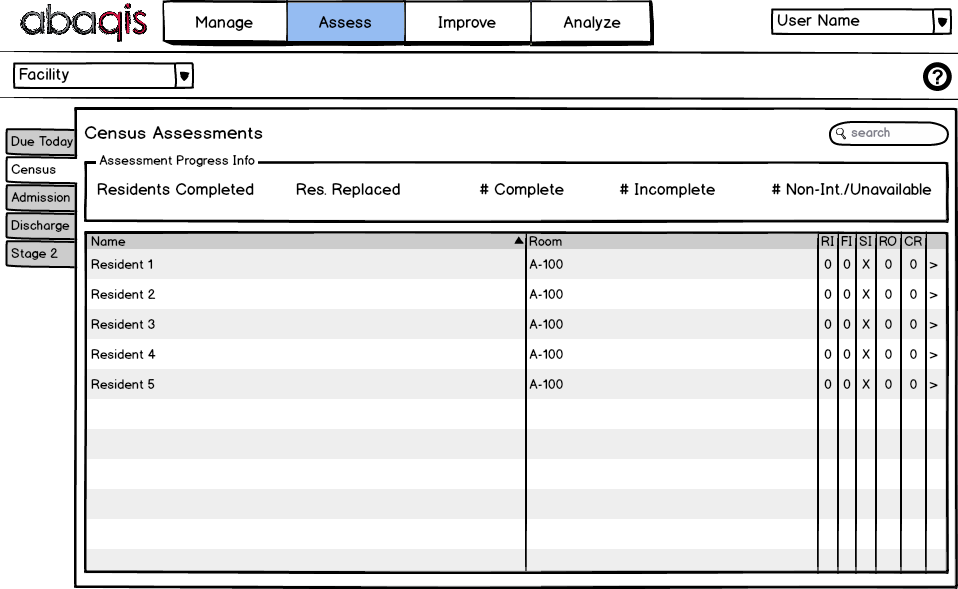 abaqis Manage Assess Improve Analyze User Name
Facility ?
Due Today
Census
Admission
Discharge
Stage 2
Census Assessments search
Assessment Progress Info
Residents Completed Res. Replaced # Complete # Incomplete # Non-Int./Unavailable
Name Room RI FI SI RO CR
Resident 1 A-100 0 0 X 0 0 >
Resident 2 A-100 0 0 X 0 0 >
Resident 3 A-100 0 0 X 0 0 >
Resident 4 A-100 0 0 X 0 0 >
Resident 5 A-100 0 0 X 0 0 >